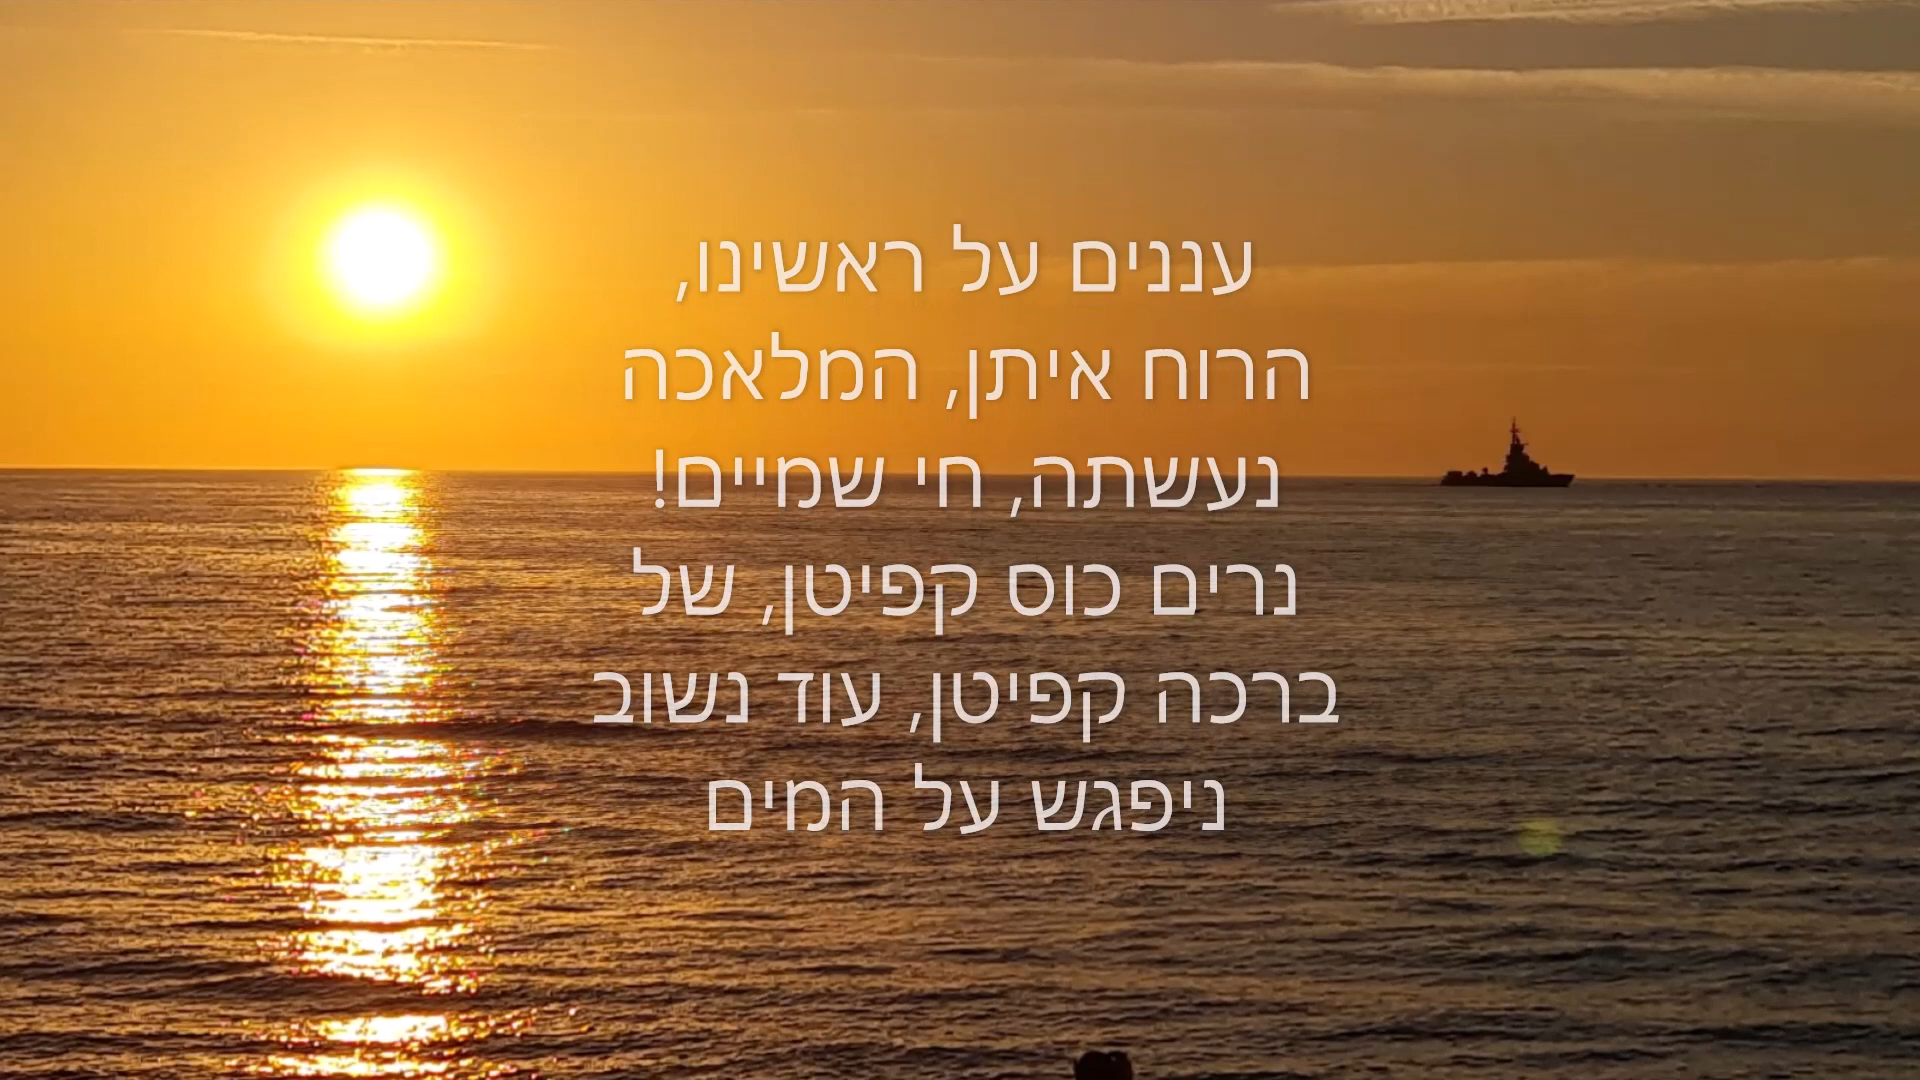 עננים על ראשינו,
הרוח איתן, המלאכה
נעשתה, חי שמיים!
נרים כוס קפיטן, של
ברכה קפיטן, עוד נשוב
ניפגש על המים